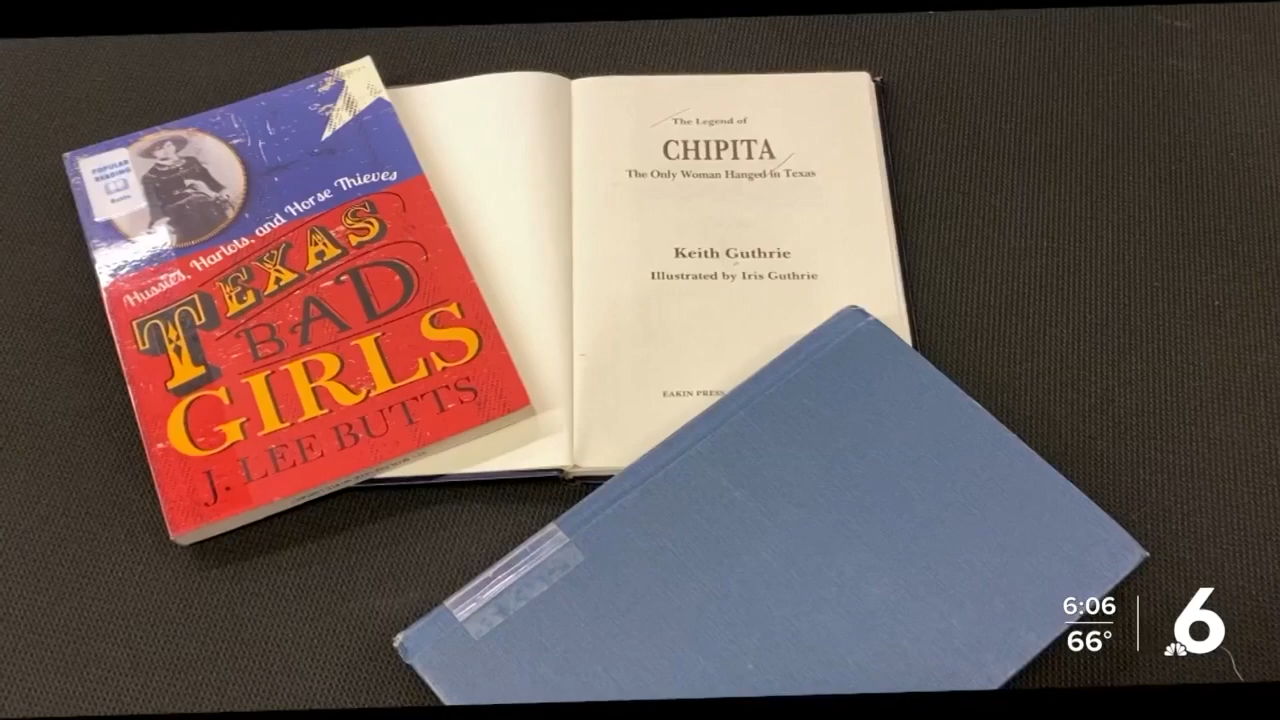 POPULAR
READING
Butts
Hussies, Harlots, and Horse Thieves
TEXAS
BAD
GIRLS
J. LEE BUTTS
The Legend of
CHIPITA
The Only Woman Hanged in Texas
Keith Guthrie
Illustrated by Iris Guthrie
EAKIN PRESS
6:06
66°
6